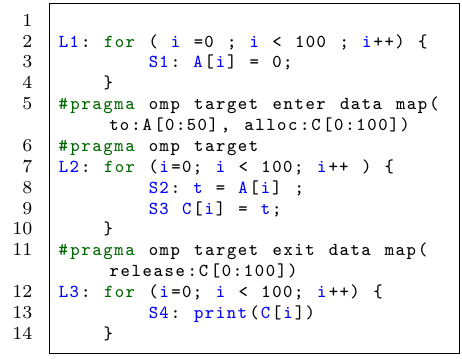 1
2 L1: for ( i =0 ; i < 100 ; i++) {
3 S1: A[i] = 0;
4 }
5 #pragma omp target enter data map(
to:A[0:50], alloc:C[0:100])
6 #pragma omp target
7 L2: for (i=0; i < 100; i++ ) {
8 S2: t = A[i] ;
9 S3 C[i] = t;
10 }
11 #pragma omp target exit data map(
release:C[0:100])
12 L3: for (i=0; i < 100; i++) {
13 S4: print(C[i])
14 }